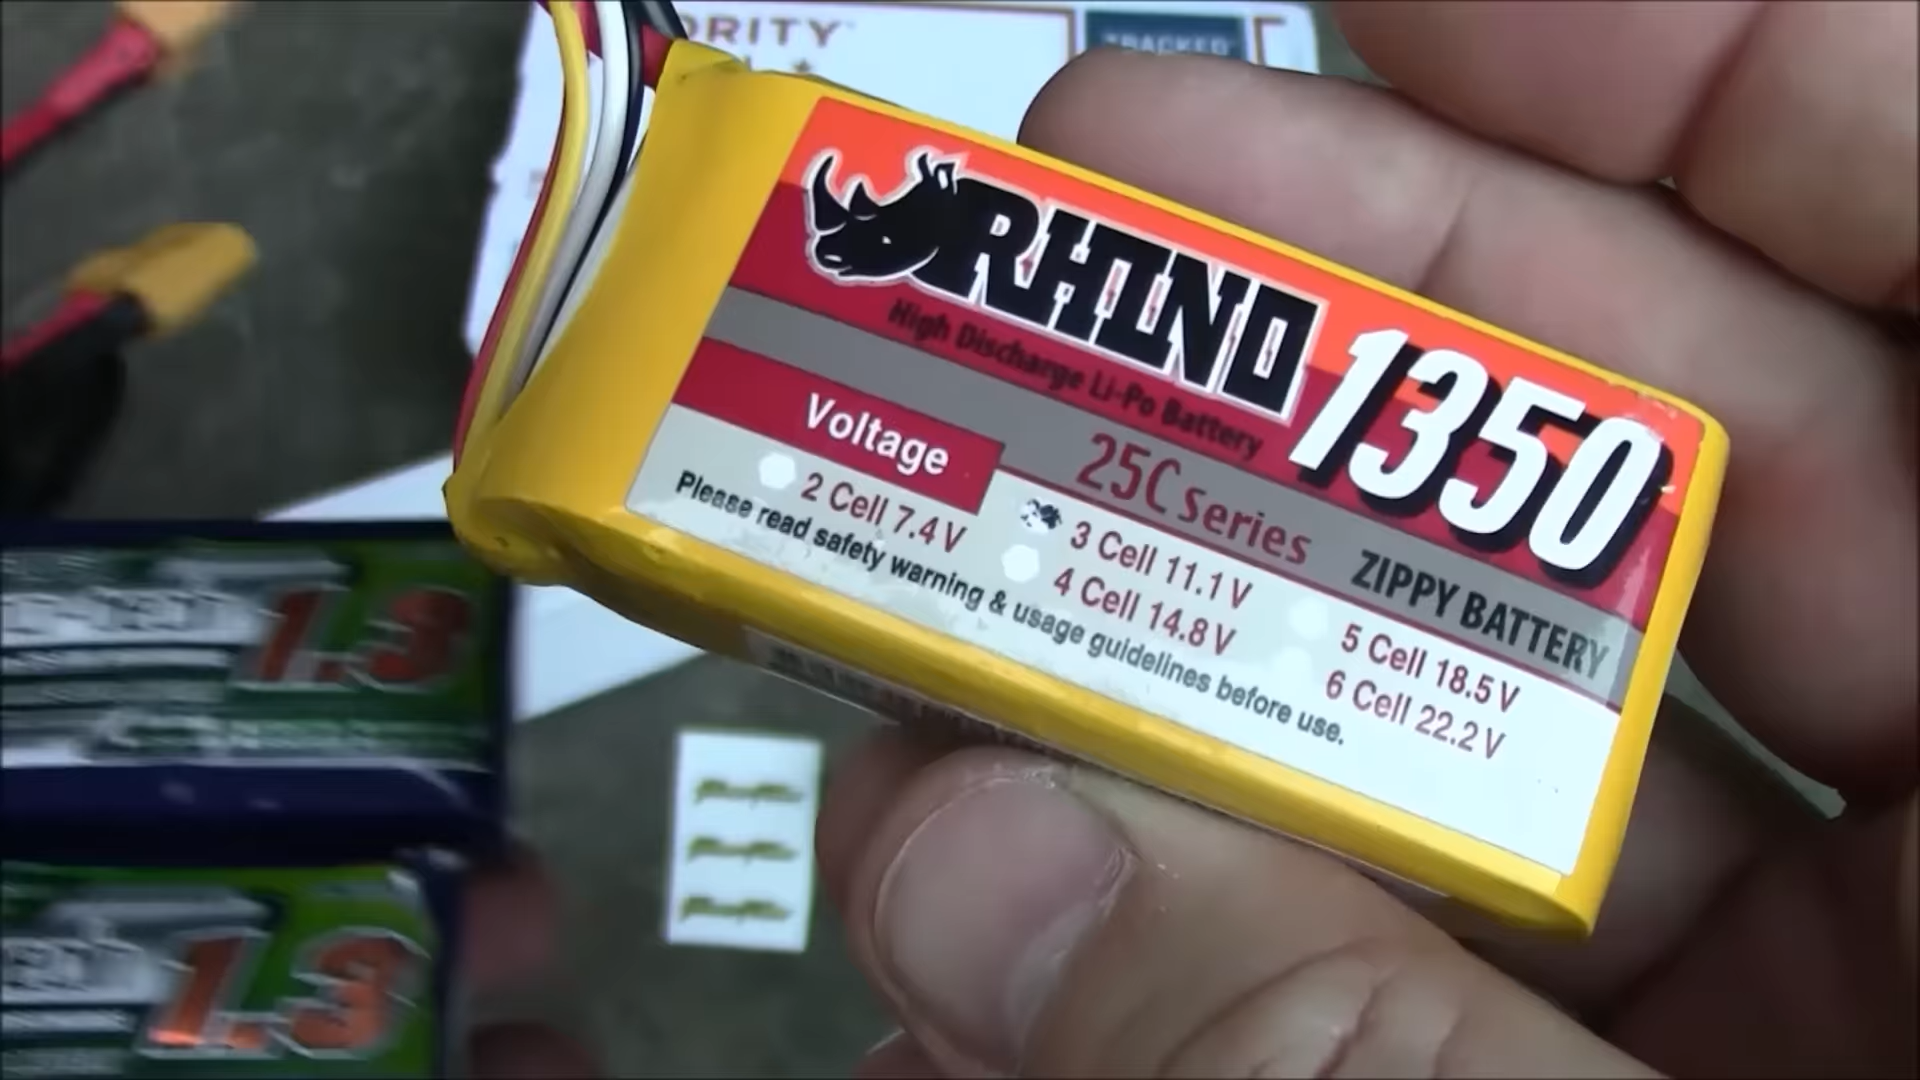 ORITY™
TRACKED
RHINO
1350
High Discharge Li-Po Battery
25C series
ZIPPY BATTERY
Voltage
2 Cell 7.4 V
3 Cell 11.1 V
4 Cell 14.8 V
5 Cell 18.5 V
6 Cell 22.2 V
Please read safety warning & usage guidelines before use.
1.3
1.3